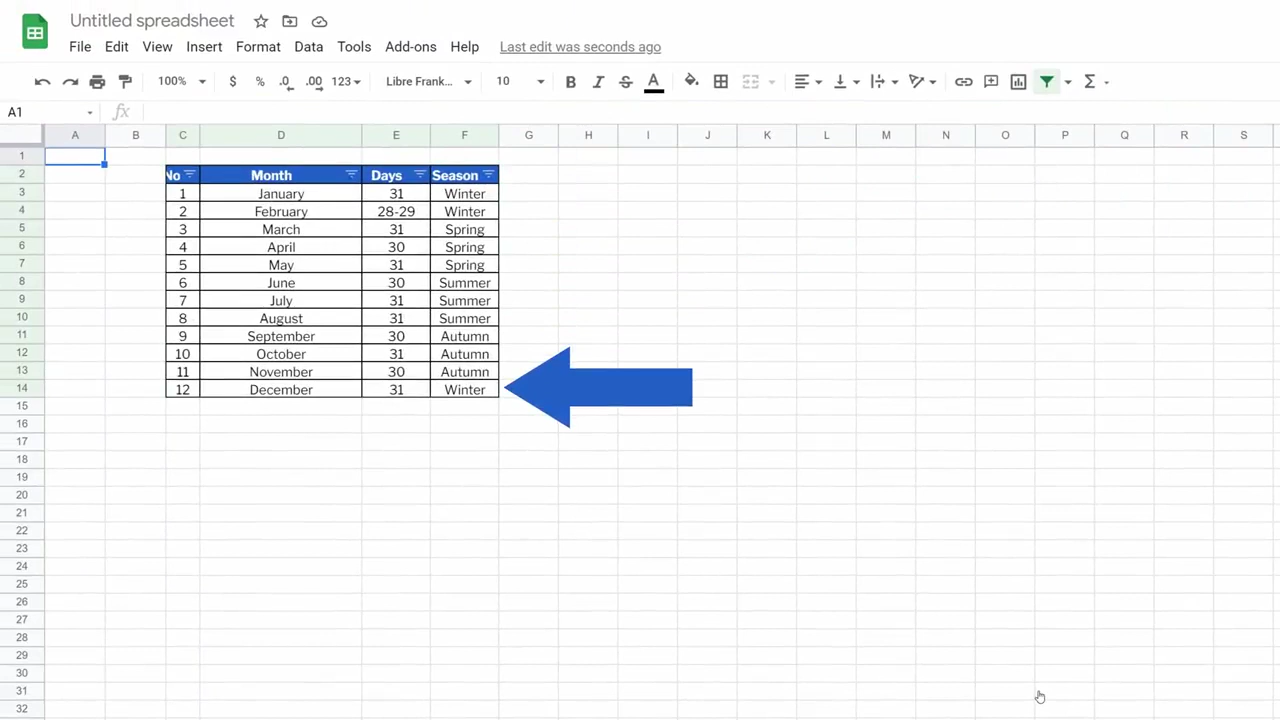 Untitled spreadsheet
File Edit View Insert Format Data Tools Add-ons Help Last edit was seconds ago
100% $ % .0 .00 123 Libre Frank... 10 B I S A Σ
A1 fx
A B C D E F G H I J K L M N O P Q R S
1
2 No Month Days Season
3 1 January 31 Winter
4 2 February 28-29 Winter
5 3 March 31 Spring
6 4 April 30 Spring
7 5 May 31 Spring
8 6 June 30 Summer
9 7 July 31 Summer
10 8 August 31 Summer
11 9 September 30 Autumn
12 10 October 31 Autumn
13 11 November 30 Autumn
14 12 December 31 Winter
15
16
17
18
19
20
21
22
23
24
25
26
27
28
29
30
31
32